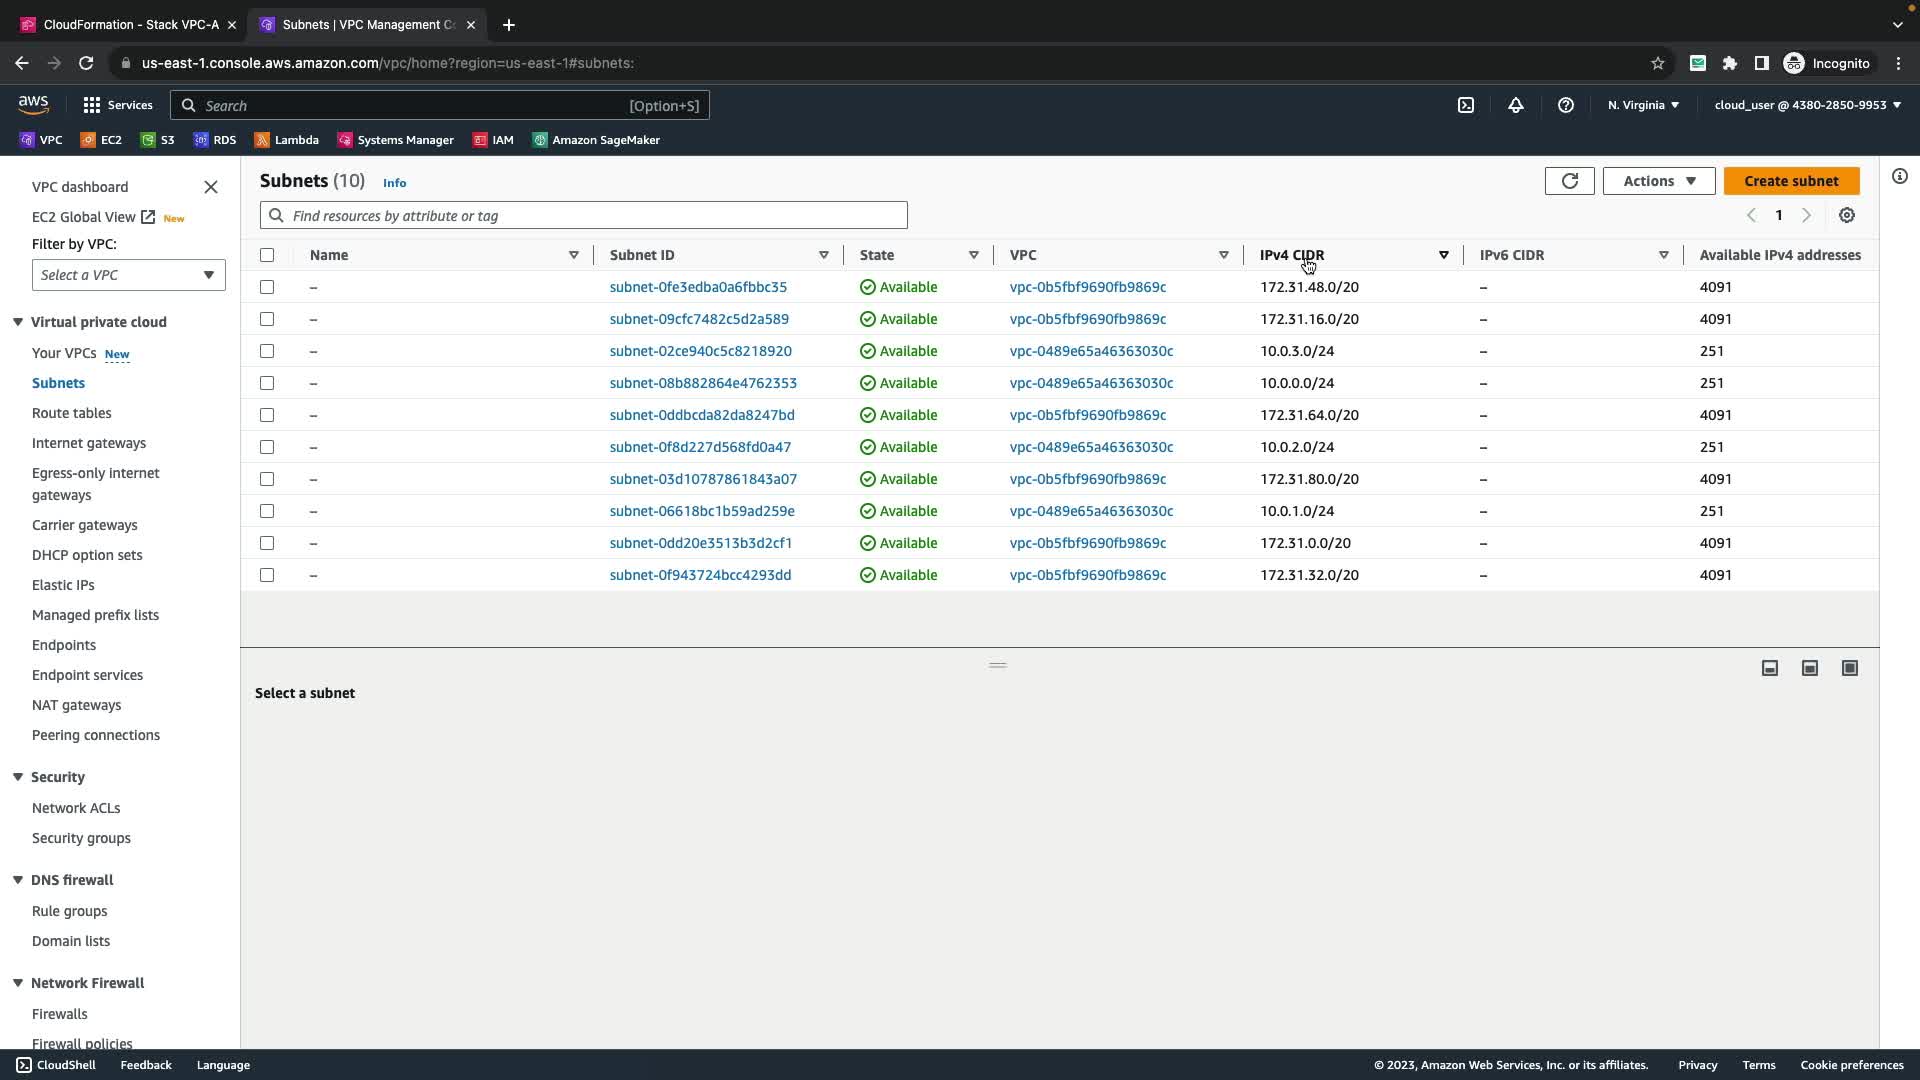 CloudFormation - Stack VPC-A
Subnets | VPC Management Co
us-east-1.console.aws.amazon.com/vpc/home?region=us-east-1#subnets:
Incognito
aws
Services
Search
[Option+S]
N. Virginia
cloud_user @ 4380-2850-9953
VPC
EC2
S3
RDS
Lambda
Systems Manager
IAM
Amazon SageMaker
VPC dashboard
EC2 Global View New
Filter by VPC:
Select a VPC
Virtual private cloud
Your VPCs New
Subnets
Route tables
Internet gateways
Egress-only internet
gateways
Carrier gateways
DHCP option sets
Elastic IPs
Managed prefix lists
Endpoints
Endpoint services
NAT gateways
Peering connections
Security
Network ACLs
Security groups
DNS firewall
Rule groups
Domain lists
Network Firewall
Firewalls
Firewall policies
Subnets (10) Info
Actions
Create subnet
Find resources by attribute or tag
1
Name Subnet ID State VPC IPv4 CIDR IPv6 CIDR Available IPv4 addresses
– subnet-0fe3edba0a6fbbc35 Available vpc-0b5fbf9690fb9869c 172.31.48.0/20 – 4091
– subnet-09cfc7482c5d2a589 Available vpc-0b5fbf9690fb9869c 172.31.16.0/20 – 4091
– subnet-02ce940c5c8218920 Available vpc-0489e65a46363030c 10.0.3.0/24 – 251
– subnet-08b882864e4762353 Available vpc-0489e65a46363030c 10.0.0.0/24 – 251
– subnet-0ddbcda82da8247bd Available vpc-0b5fbf9690fb9869c 172.31.64.0/20 – 4091
– subnet-0f8d227d568fd0a47 Available vpc-0489e65a46363030c 10.0.2.0/24 – 251
– subnet-03d10787861843a07 Available vpc-0b5fbf9690fb9869c 172.31.80.0/20 – 4091
– subnet-06618bc1b59ad259e Available vpc-0489e65a46363030c 10.0.1.0/24 – 251
– subnet-0dd20e3513b3d2cf1 Available vpc-0b5fbf9690fb9869c 172.31.0.0/20 – 4091
– subnet-0f943724bcc4293dd Available vpc-0b5fbf9690fb9869c 172.31.32.0/20 – 4091
Select a subnet
CloudShell
Feedback
Language
© 2023, Amazon Web Services, Inc. or its affiliates.
Privacy
Terms
Cookie preferences